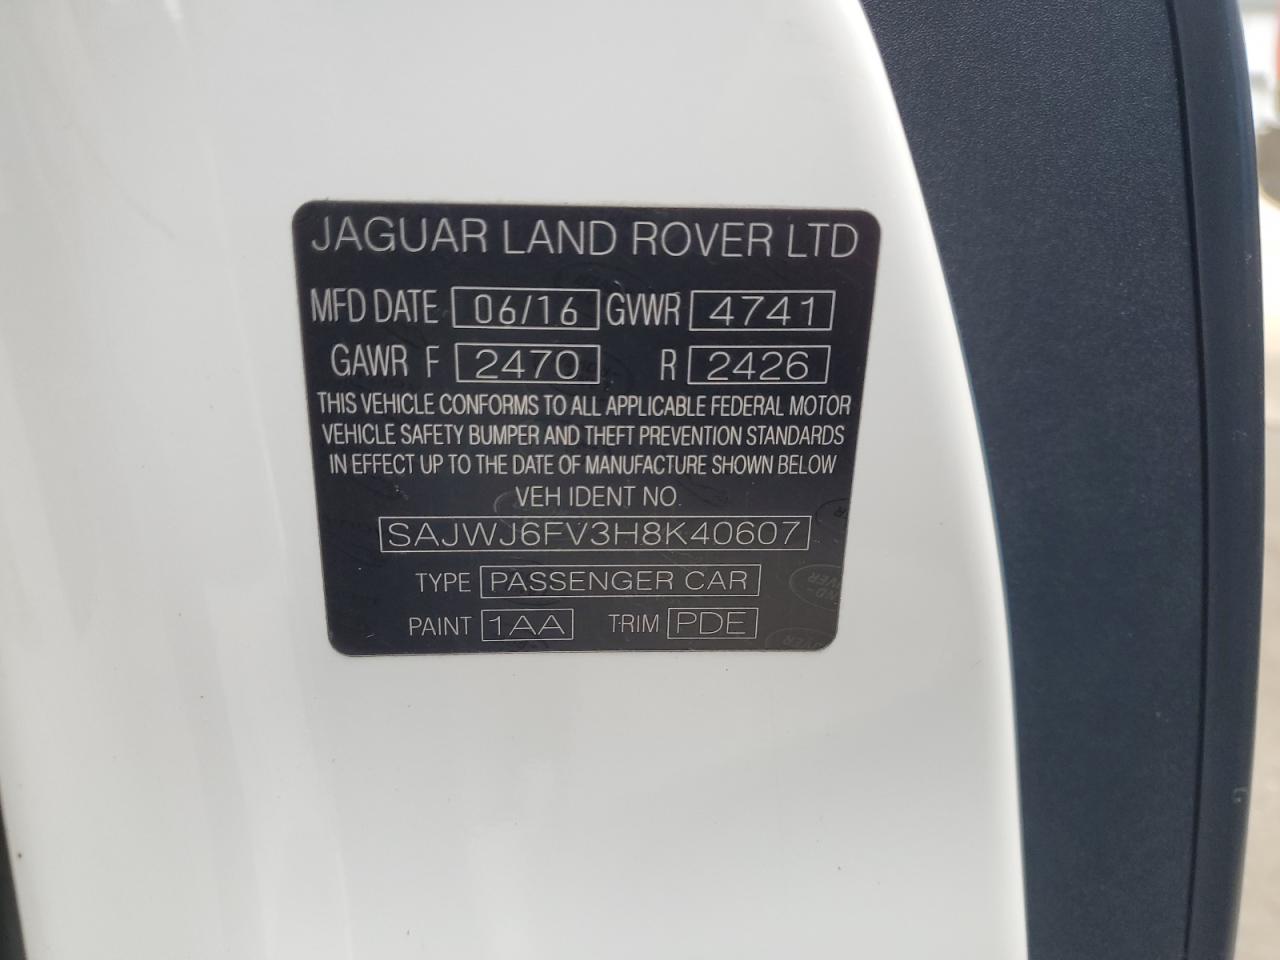 JAGUAR LAND ROVER LTD
MFD DATE 06/16 GVWR 4741
GAWR F 2470 R 2426
THIS VEHICLE CONFORMS TO ALL APPLICABLE FEDERAL MOTOR
VEHICLE SAFETY BUMPER AND THEFT PREVENTION STANDARDS
IN EFFECT UP TO THE DATE OF MANUFACTURE SHOWN BELOW
VEH IDENT NO.
SAJWJ6FV3H8K40607
TYPE PASSENGER CAR
PAINT 1AA TRIM PDE